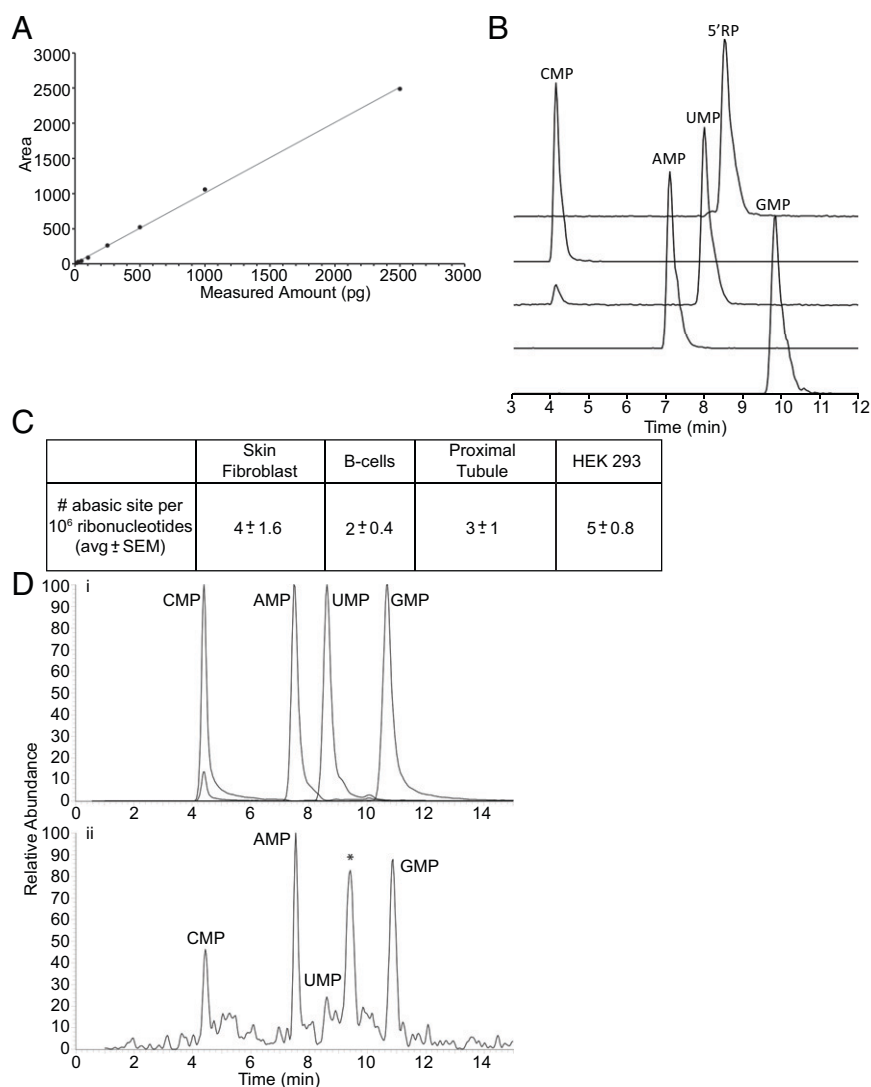 A
3000
2500
2000
1500
1000
500
0
Area
0 500 1000 1500 2000 2500 3000
Measured Amount (pg)
B
5'RP
CMP
UMP
AMP
GMP
3 4 5 6 7 8 9 10 11 12
Time (min)
C
Skin Fibroblast
B-cells
Proximal Tubule
HEK 293
# abasic site per
10⁶ ribonucleotides
(avg ± SEM)
4 ± 1.6
2 ± 0.4
3 ± 1
5 ± 0.8
D
i
100
90
80
70
60
50
40
30
20
10
0
CMP AMP UMP GMP
0 2 4 6 8 10 12 14
Relative Abundance
ii
100
90
80
70
60
50
40
30
20
10
0
AMP
*
GMP
CMP
UMP
0 2 4 6 8 10 12 14
Time (min)